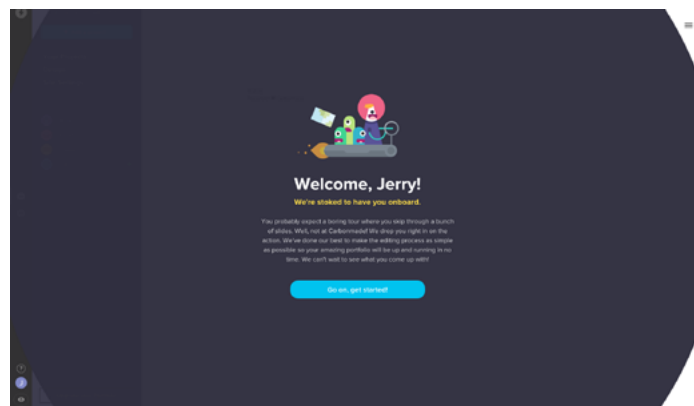 Welcome, Jerry!
We're stoked to have you onboard.
You probably expect a boring tour where you skip through a bunch
of slides. Well, not at Carbonmade! We drop you right in on the
action. We've done our best to make the editing process as simple
as possible so your amazing portfolio will be up and running in no
time. We can't wait to see what you come up with!
Go on, get started!
J